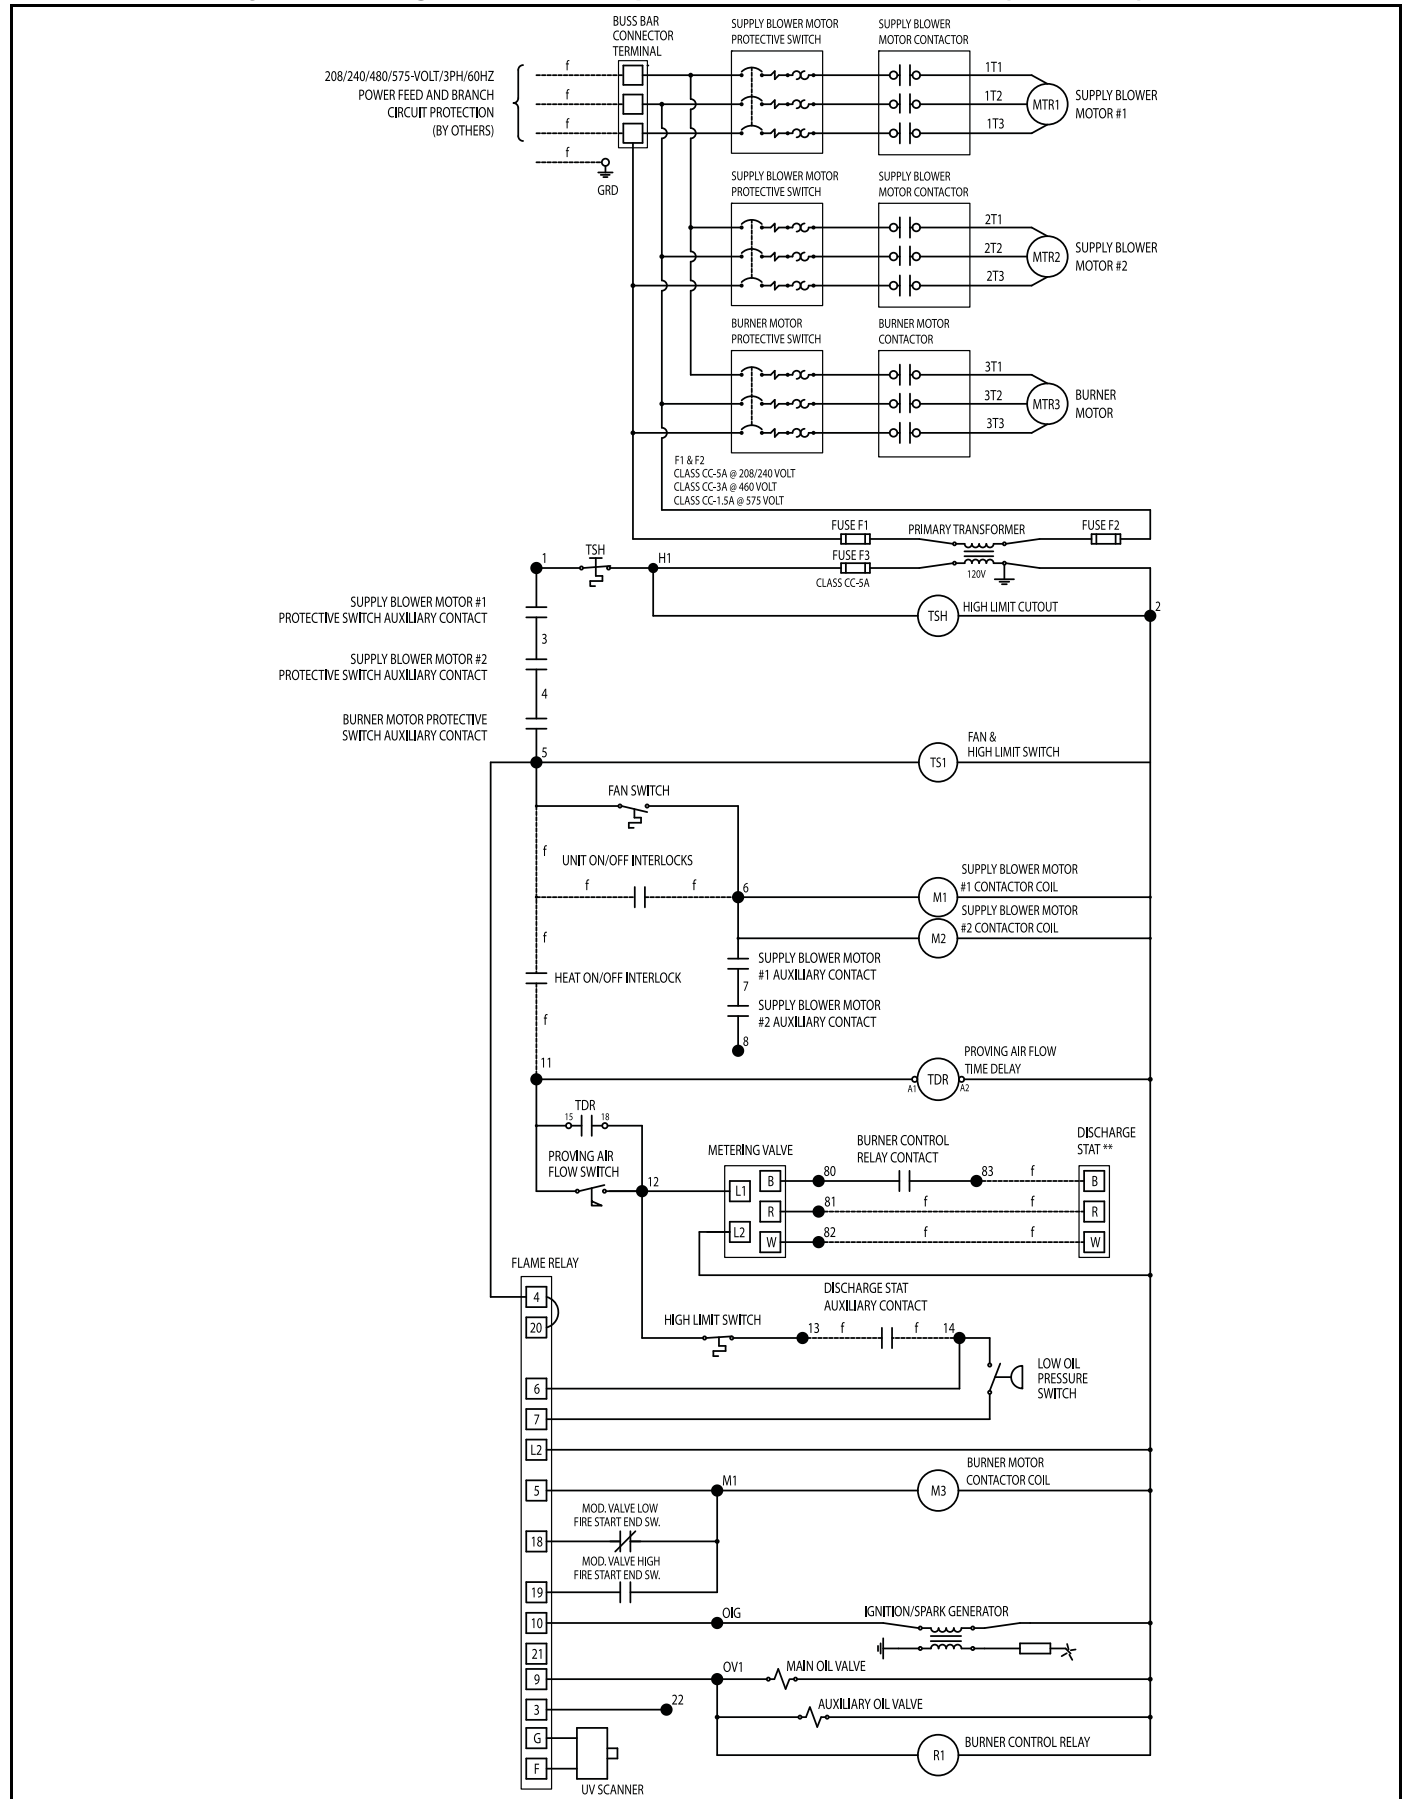 BUSS BAR
CONNECTOR
TERMINAL
SUPPLY BLOWER MOTOR
PROTECTIVE SWITCH
SUPPLY BLOWER
MOTOR CONTACTOR
208/240/480/575-VOLT/3PH/60HZ
POWER FEED AND BRANCH
CIRCUIT PROTECTION
(BY OTHERS)
f
f
f
f
GRD
1T1
1T2
1T3
MTR1
SUPPLY BLOWER
MOTOR #1
SUPPLY BLOWER MOTOR
PROTECTIVE SWITCH
SUPPLY BLOWER
MOTOR CONTACTOR
2T1
2T2
2T3
MTR2
SUPPLY BLOWER
MOTOR #2
BURNER MOTOR
PROTECTIVE SWITCH
BURNER MOTOR
CONTACTOR
3T1
3T2
3T3
MTR3
BURNER
MOTOR
F1 & F2
CLASS CC-5A @ 208/240 VOLT
CLASS CC-3A @ 460 VOLT
CLASS CC-1.5A @ 575 VOLT
FUSE F1
PRIMARY TRANSFORMER
FUSE F2
1
TSH
H1
FUSE F3
CLASS CC-5A
120V
TSH
HIGH LIMIT CUTOUT
2
SUPPLY BLOWER MOTOR #1
PROTECTIVE SWITCH AUXILIARY CONTACT
3
SUPPLY BLOWER MOTOR #2
PROTECTIVE SWITCH AUXILIARY CONTACT
4
BURNER MOTOR PROTECTIVE
SWITCH AUXILIARY CONTACT
5
TS1
FAN &
HIGH LIMIT SWITCH
FAN SWITCH
f
UNIT ON/OFF INTERLOCKS
f
f
6
M1
SUPPLY BLOWER MOTOR
#1 CONTACTOR COIL
M2
SUPPLY BLOWER MOTOR
#2 CONTACTOR COIL
f
HEAT ON/OFF INTERLOCK
f
SUPPLY BLOWER MOTOR
#1 AUXILIARY CONTACT
7
SUPPLY BLOWER MOTOR
#2 AUXILIARY CONTACT
8
11
A1
TDR
A2
PROVING AIR FLOW
TIME DELAY
TDR
15
18
PROVING AIR
FLOW SWITCH
12
METERING VALVE
L1
L2
B
R
W
80
81
82
BURNER CONTROL
RELAY CONTACT
83
f
f
f
f
f
DISCHARGE
STAT **
B
R
W
FLAME RELAY
4
20
HIGH LIMIT SWITCH
13
f
DISCHARGE STAT
AUXILIARY CONTACT
f
14
LOW OIL
PRESSURE
SWITCH
6
7
L2
5
M1
M3
BURNER MOTOR
CONTACTOR COIL
MOD. VALVE LOW
FIRE START END SW.
18
MOD. VALVE HIGH
FIRE START END SW.
19
10
OIG
IGNITION/SPARK GENERATOR
21
9
OV1
MAIN OIL VALVE
3
22
AUXILIARY OIL VALVE
G
F
UV SCANNER
R1
BURNER CONTROL RELAY